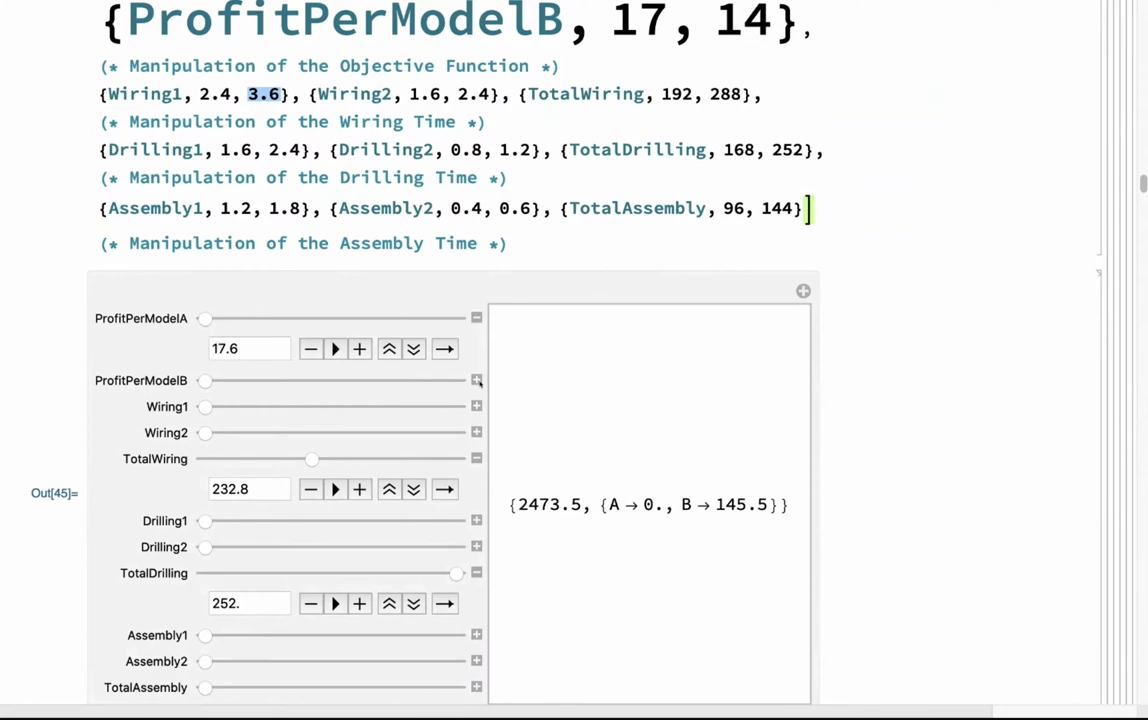 {ProfitPerModelB, 17, 14},
(* Manipulation of the Objective Function *)
{Wiring1, 2.4, 3.6}, {Wiring2, 1.6, 2.4}, {TotalWiring, 192, 288},
(* Manipulation of the Wiring Time *)
{Drilling1, 1.6, 2.4}, {Drilling2, 0.8, 1.2}, {TotalDrilling, 168, 252},
(* Manipulation of the Drilling Time *)
{Assembly1, 1.2, 1.8}, {Assembly2, 0.4, 0.6}, {TotalAssembly, 96, 144}]
(* Manipulation of the Assembly Time *)
ProfitPerModelA
17.6
ProfitPerModelB
Wiring1
Wiring2
TotalWiring
232.8
Out[45]=
{2473.5, {A → 0., B → 145.5}}
Drilling1
Drilling2
TotalDrilling
252.
Assembly1
Assembly2
TotalAssembly